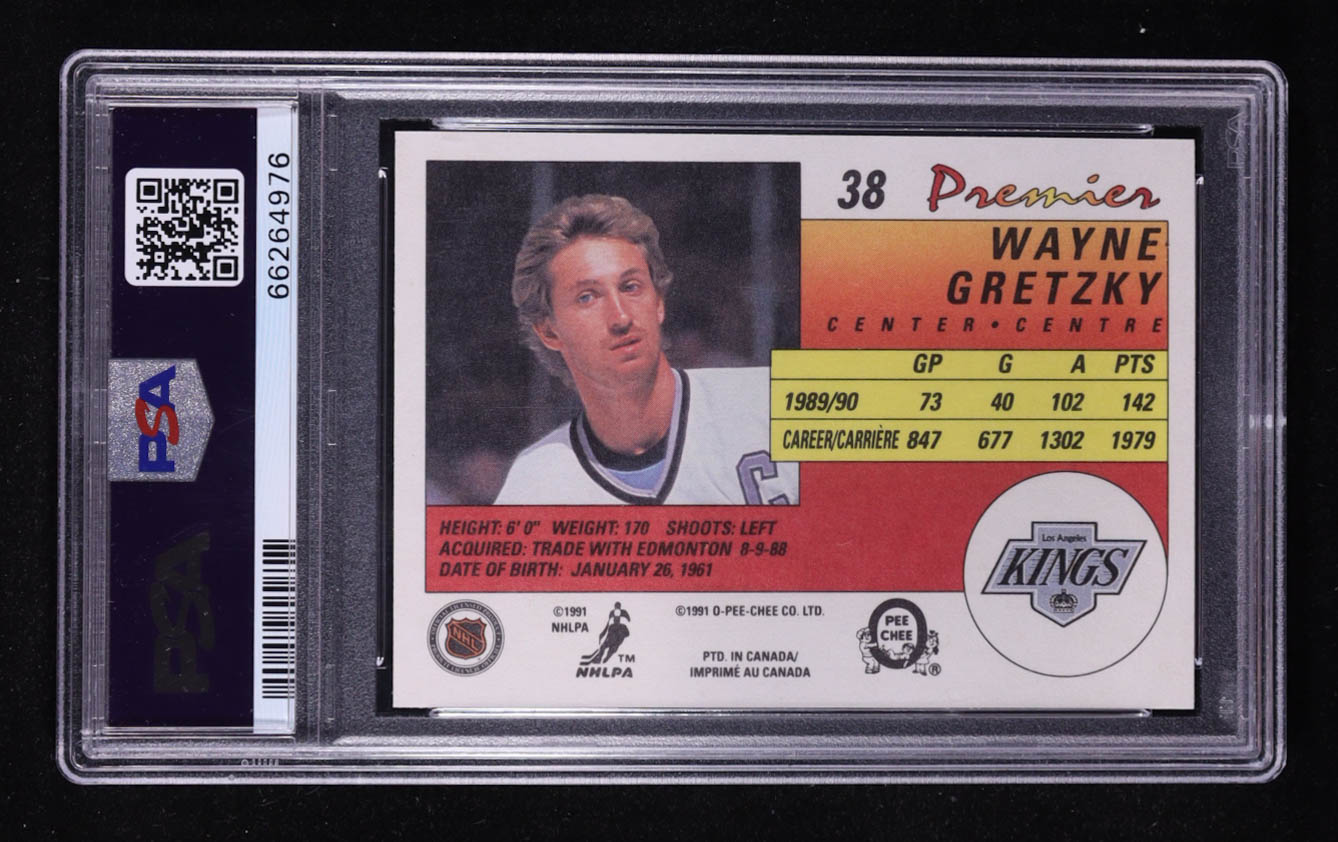 66264976
PSA
PSA
38 Premier
WAYNE
GRETZKY
CENTER•CENTRE
GP G A PTS
1989/90 73 40 102 142
CAREER/CARRIÈRE 847 677 1302 1979
C
HEIGHT: 6' 0" WEIGHT: 170 SHOOTS: LEFT
ACQUIRED: TRADE WITH EDMONTON 8-9-88
DATE OF BIRTH: JANUARY 26, 1961
Los Angeles
KINGS
NHL
©1991
NHLPA
TM
NHLPA
©1991 O-PEE-CHEE CO. LTD.
PTD. IN CANADA/
IMPRIMÉ AU CANADA
O
PEE
CHEE
®